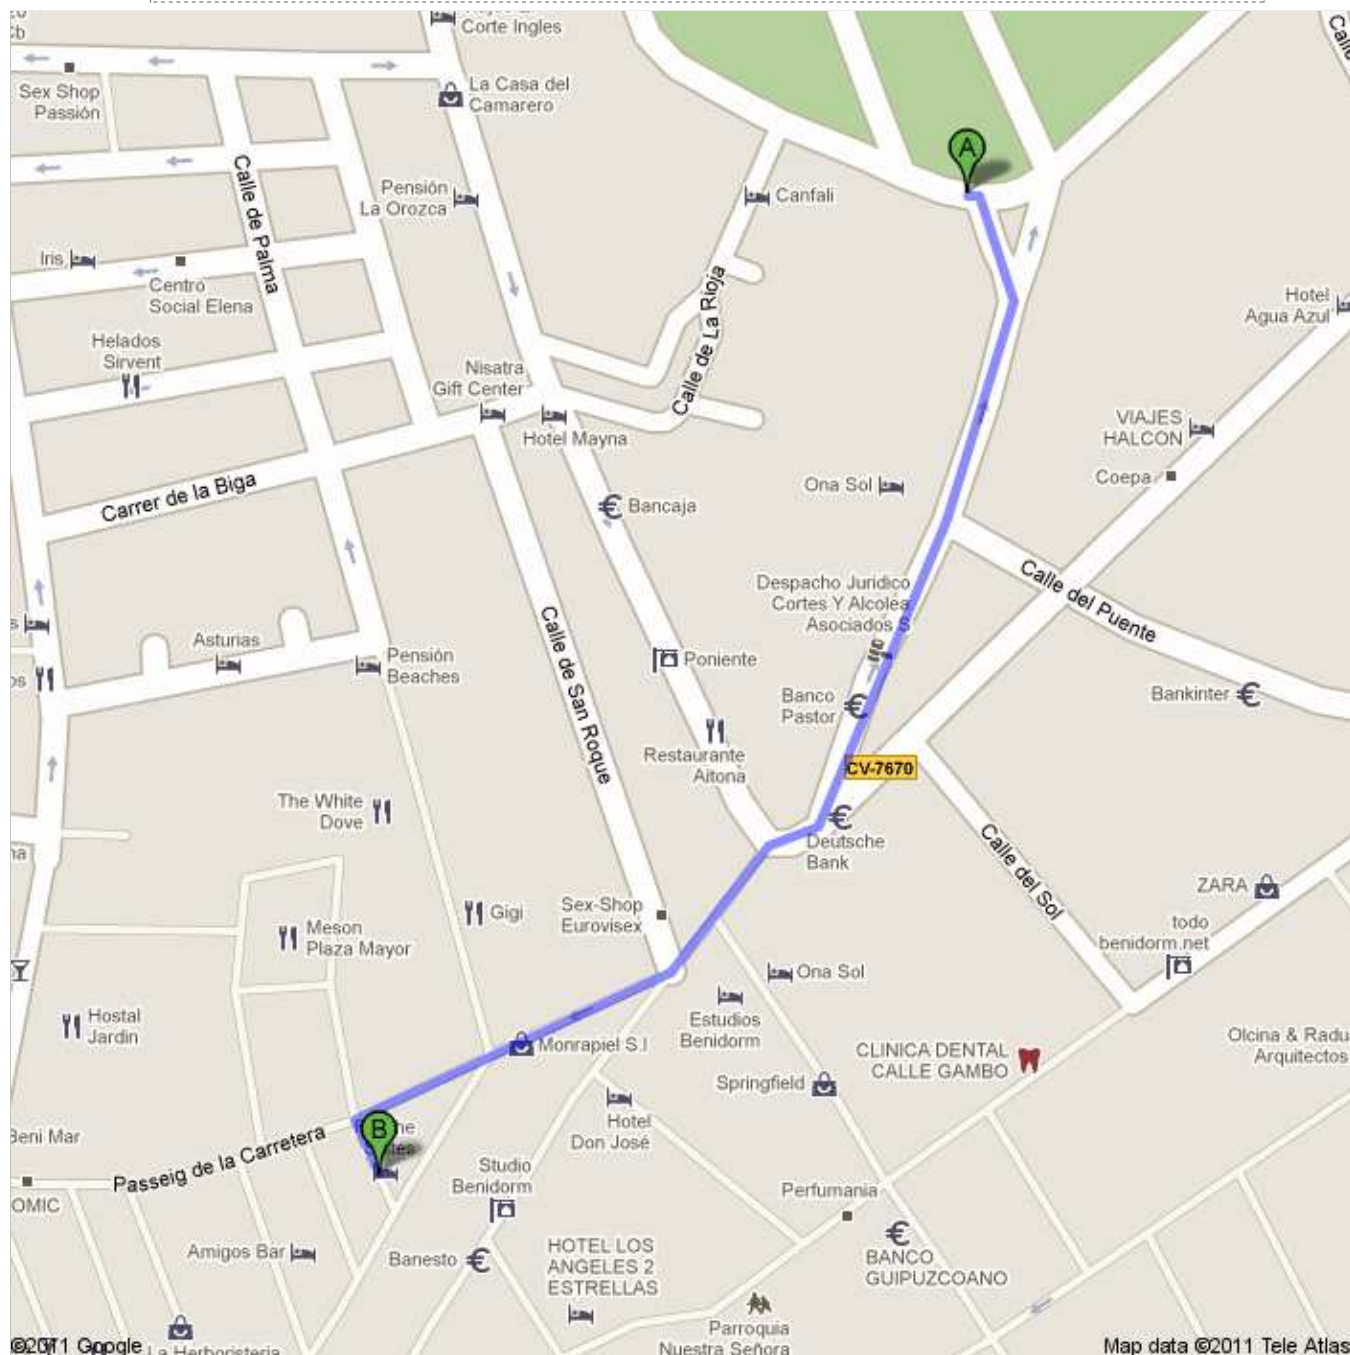 Corte Ingles
Sex Shop
Passión
La Casa del
Camarero
Calle de Palma
Pensión
La Orozca
Canfali
A
Iris
Centro
Social Elena
Calle de La Rioja
Hotel
Agua Azul
Helados
Sirvent
Nisatra
Gift Center
Hotel Mayna
VIAJES
HALCON
Coepa
Carrer de la Biga
Bancaja
Ona Sol
Calle del Puente
Despacho Juridico
Cortes Y Alcolea
Asociados S
Calle de San Roque
Asturias
Pensión
Beaches
Poniente
Banco
Pastor
Bankinter
Restaurante
Aitona
CV-7670
The White
Dove
Deutsche
Bank
Calle del Sol
ZARA
Sex-Shop
Eurovisex
Gigi
Meson
Plaza Mayor
todo
benidorm.net
Ona Sol
Hostal
Jardin
Estudios
Benidorm
Monrapiel S.l
CLINICA DENTAL
CALLE GAMBO
Olcina & Radu
Arquitectos
Springfield
Hotel
Don José
B
Beni Mar
Passeig de la Carretera
OMIC
Studio
Benidorm
Perfumania
Amigos Bar
Banesto
HOTEL LOS
ANGELES 2
ESTRELLAS
BANCO
GUIPUZCOANO
Parroquia
Nuestra Señora
La Herboristeria
©2011 Google
Map data ©2011 Tele Atlas